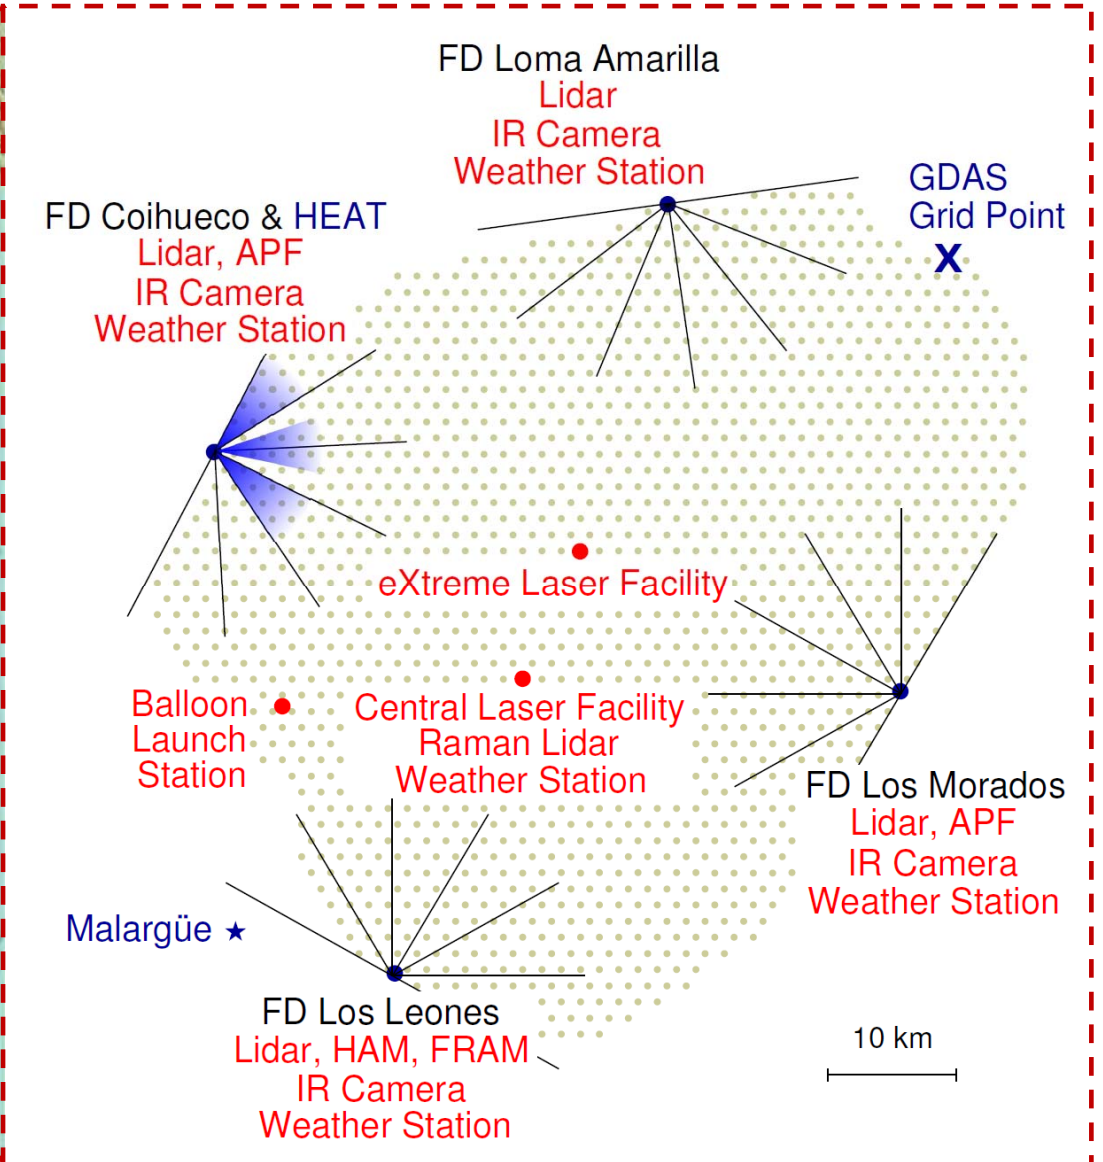 FD Loma Amarilla
Lidar
IR Camera
Weather Station
GDAS
Grid Point
X
FD Coihueco & HEAT
Lidar, APF
IR Camera
Weather Station
eXtreme Laser Facility
Balloon
Launch
Station
Central Laser Facility
Raman Lidar
Weather Station
FD Los Morados
Lidar, APF
IR Camera
Weather Station
Malargüe
FD Los Leones
Lidar, HAM, FRAM
IR Camera
Weather Station
10 km